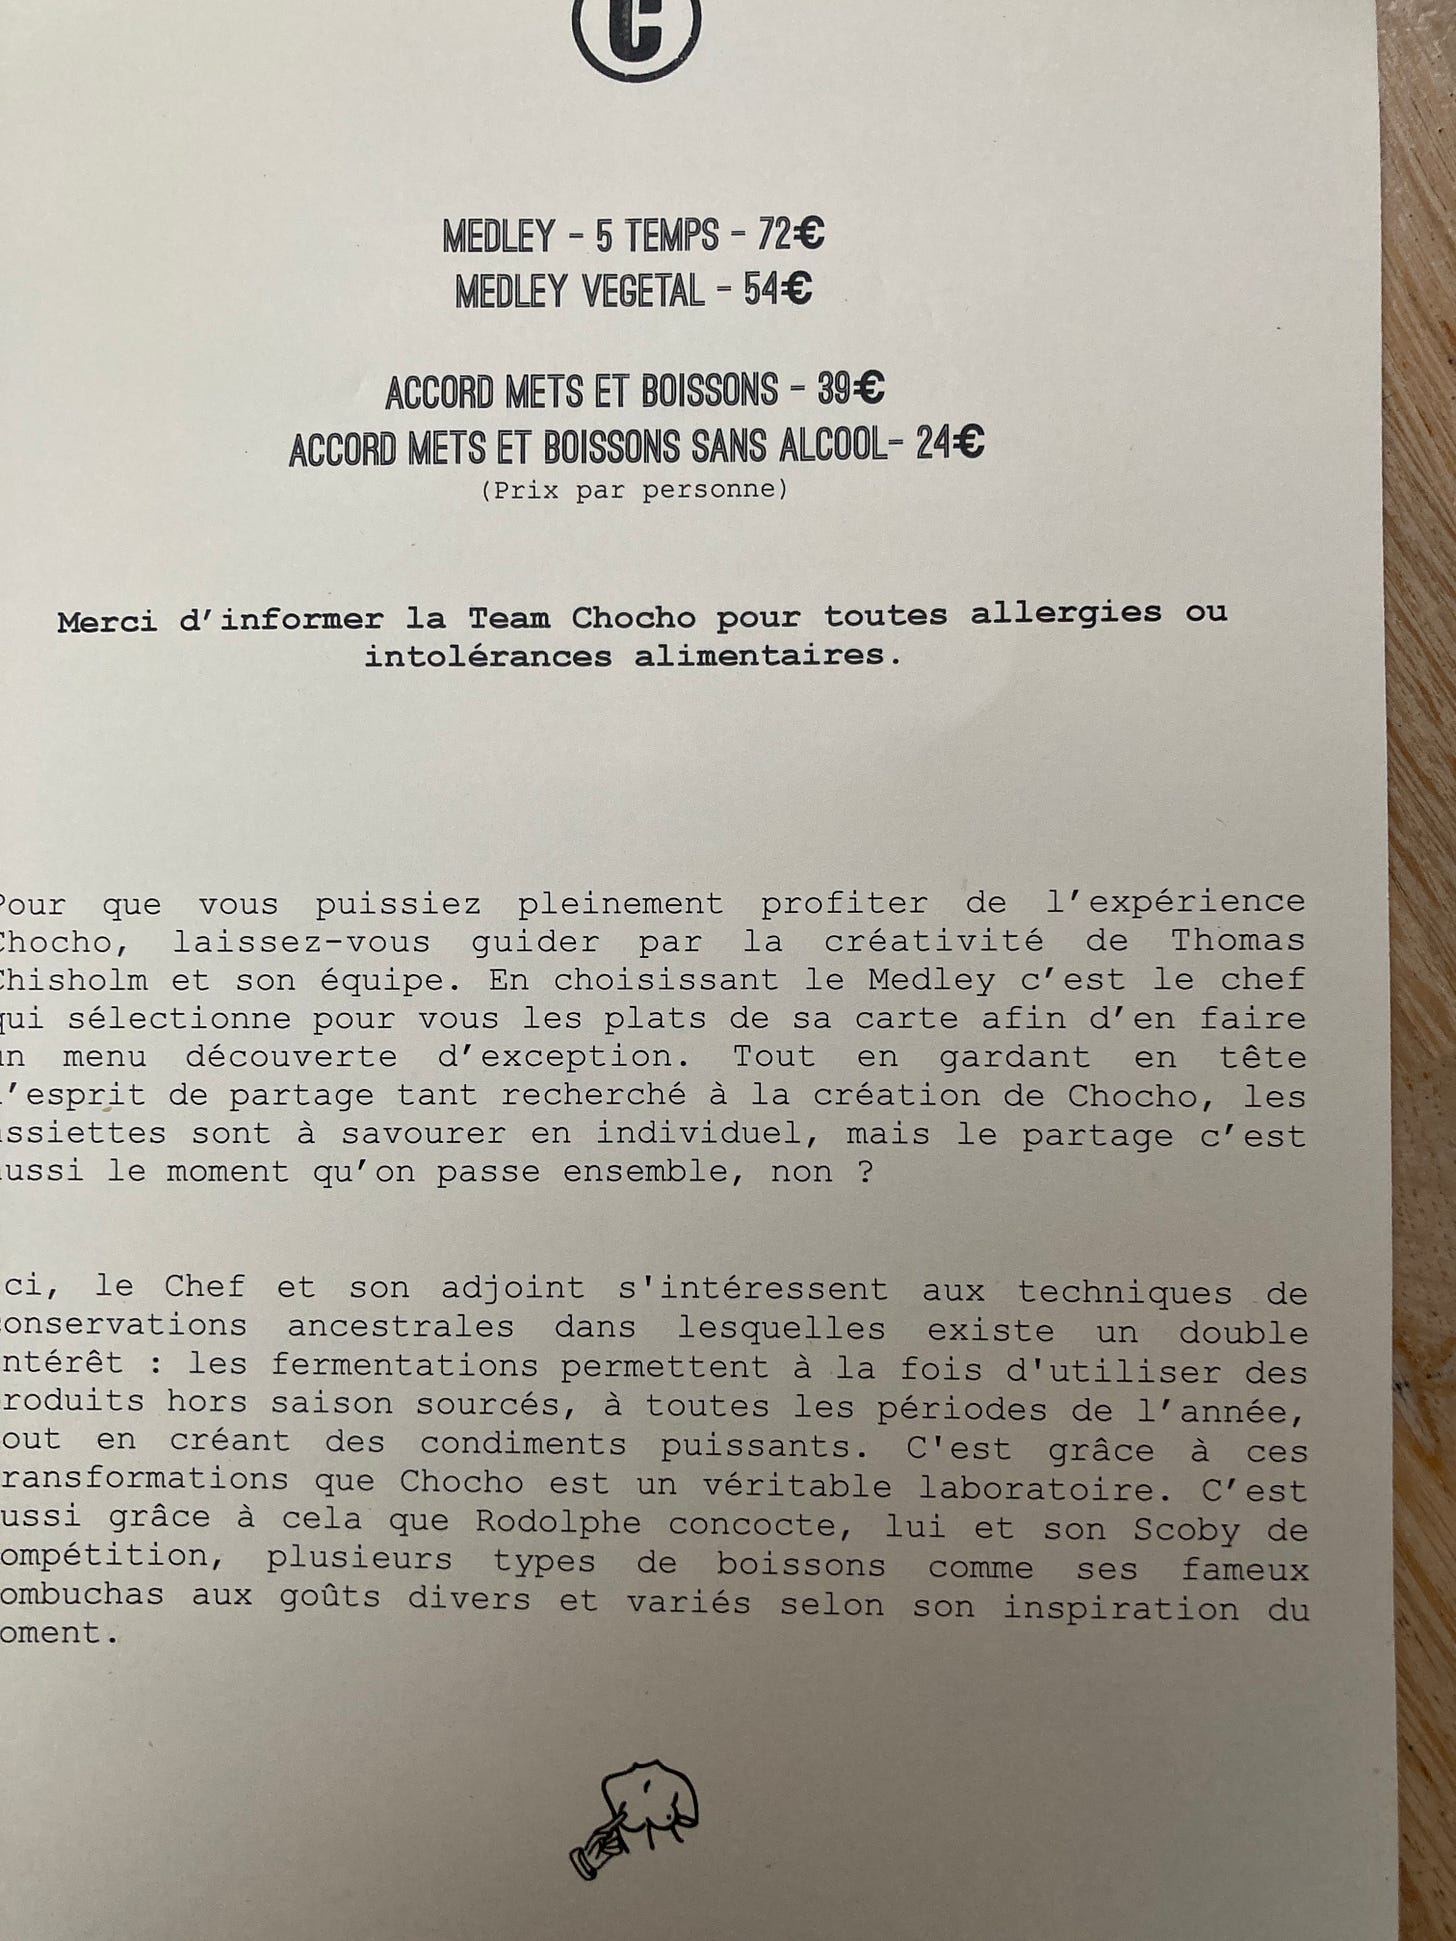 C
MEDLEY - 5 TEMPS - 72€
MEDLEY VEGETAL - 54€
ACCORD METS ET BOISSONS - 39€
ACCORD METS ET BOISSONS SANS ALCOOL- 24€
(Prix par personne)
Merci d’informer la Team Chocho pour toutes allergies ou
intolérances alimentaires.
Pour que vous puissiez pleinement profiter de l’expérience
Chocho, laissez-vous guider par la créativité de Thomas
Chisholm et son équipe. En choisissant le Medley c’est le chef
qui sélectionne pour vous les plats de sa carte afin d’en faire
un menu découverte d’exception. Tout en gardant en tête
l’esprit de partage tant recherché à la création de Chocho, les
ssiettes sont à savourer en individuel, mais le partage c’est
ussi le moment qu’on passe ensemble, non ?
ci, le Chef et son adjoint s'intéressent aux techniques de
onservations ancestrales dans lesquelles existe un double
ntérêt : les fermentations permettent à la fois d'utiliser des
roduits hors saison sourcés, à toutes les périodes de l’année,
out en créant des condiments puissants. C'est grâce à ces
ransformations que Chocho est un véritable laboratoire. C’est
ussi grâce à cela que Rodolphe concocte, lui et son Scoby de
ompétition, plusieurs types de boissons comme ses fameux
ombuchas aux goûts divers et variés selon son inspiration du
oment.